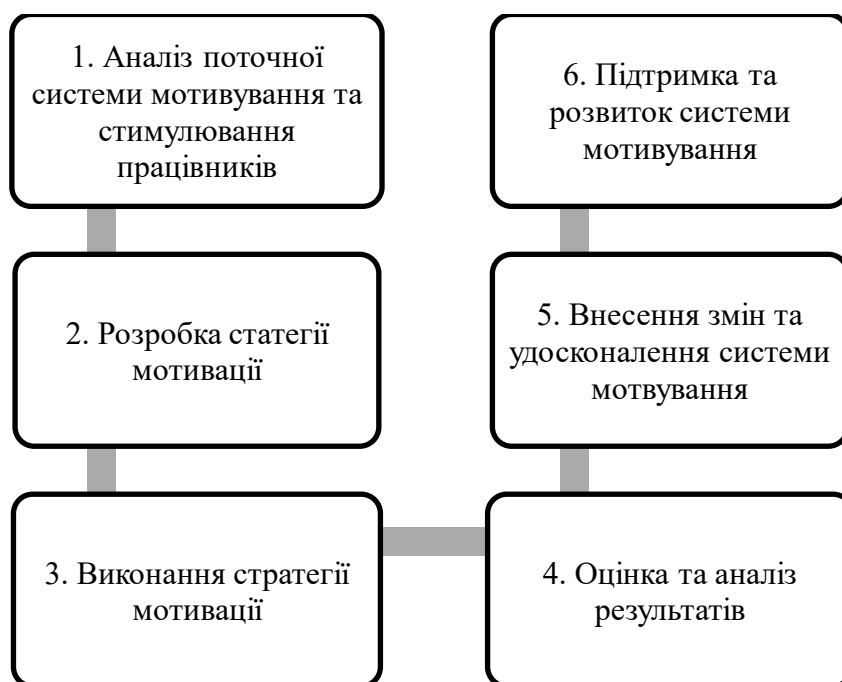 1. Аналіз поточної
системи мотивування та
стимулювання
працівників
2. Розробка статегії
мотивації
3. Виконання стратегії
мотивації
4. Оцінка та аналіз
результатів
5. Внесення змін та
удосконалення системи
мотвування
6. Підтримка та
розвиток системи
мотивування